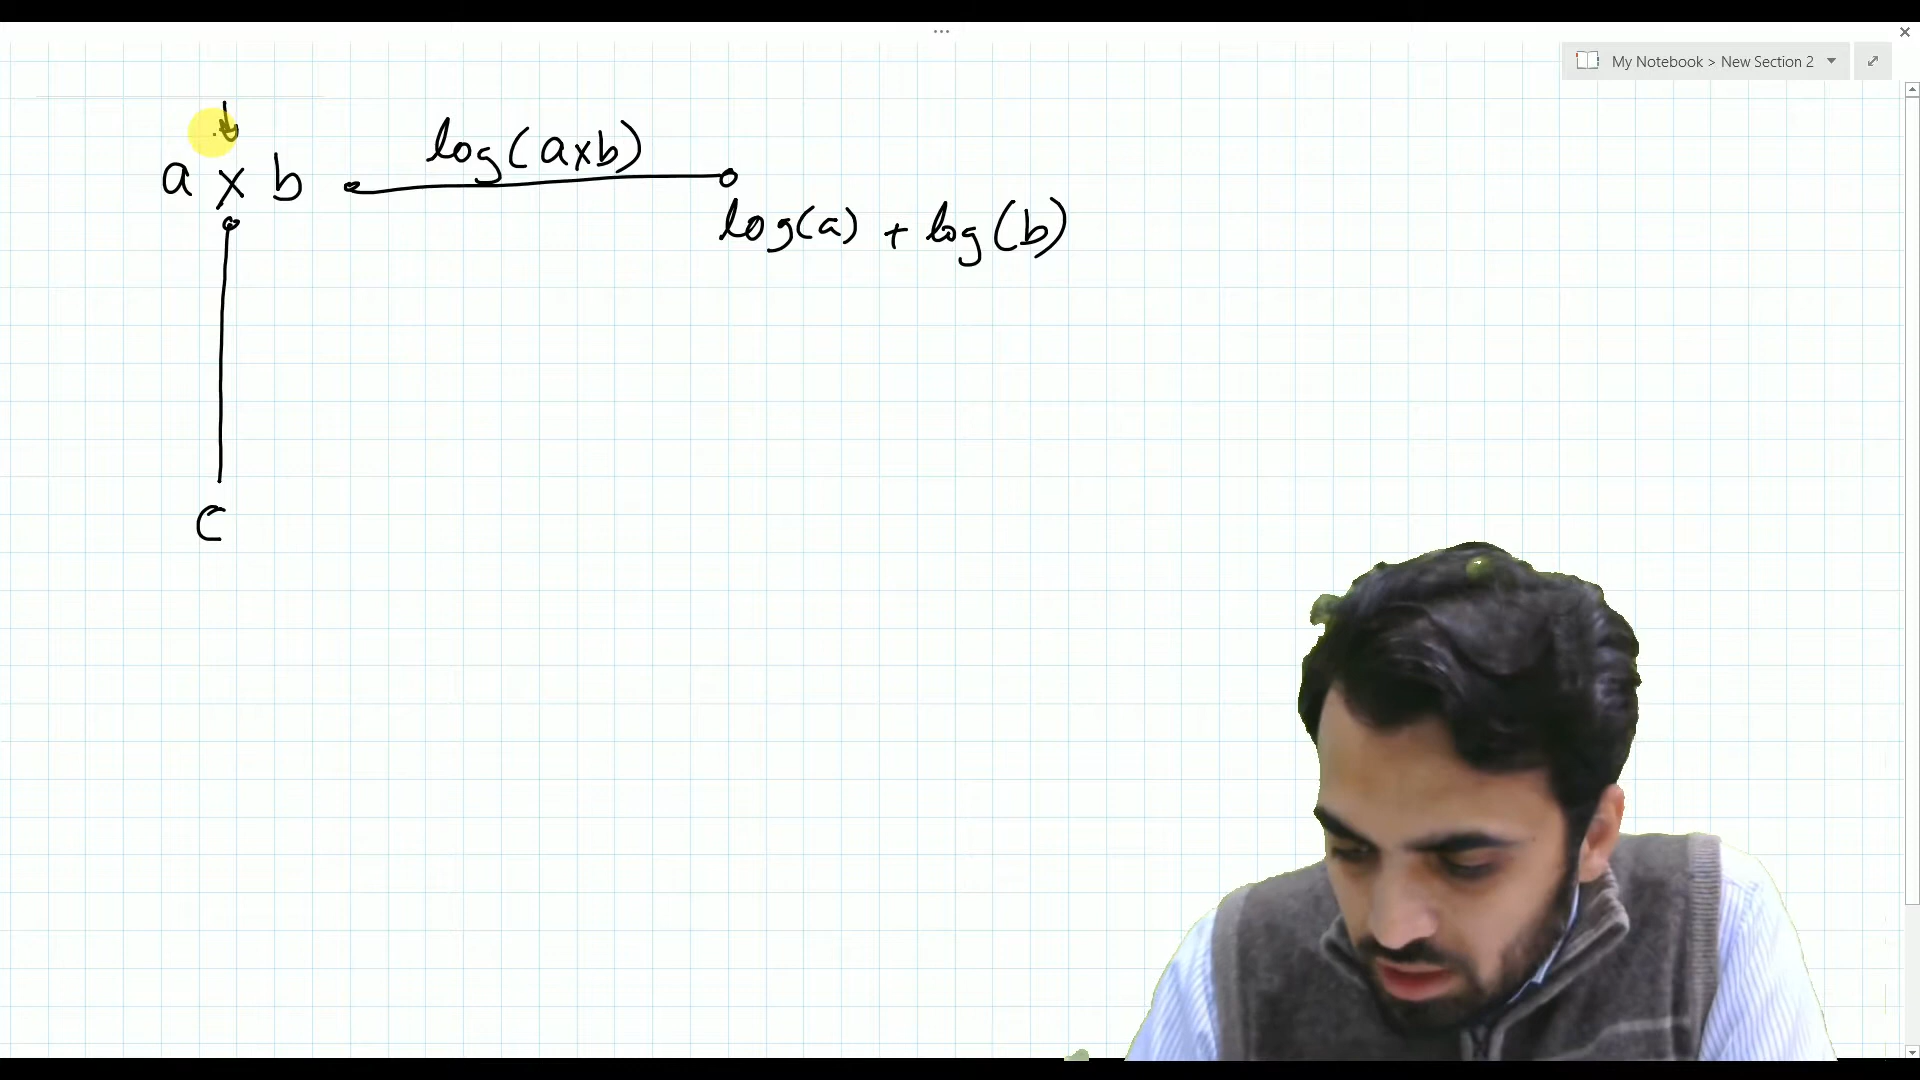 My Notebook > New Section 2
log(axb)
a x b
log(a) + log(b)
C